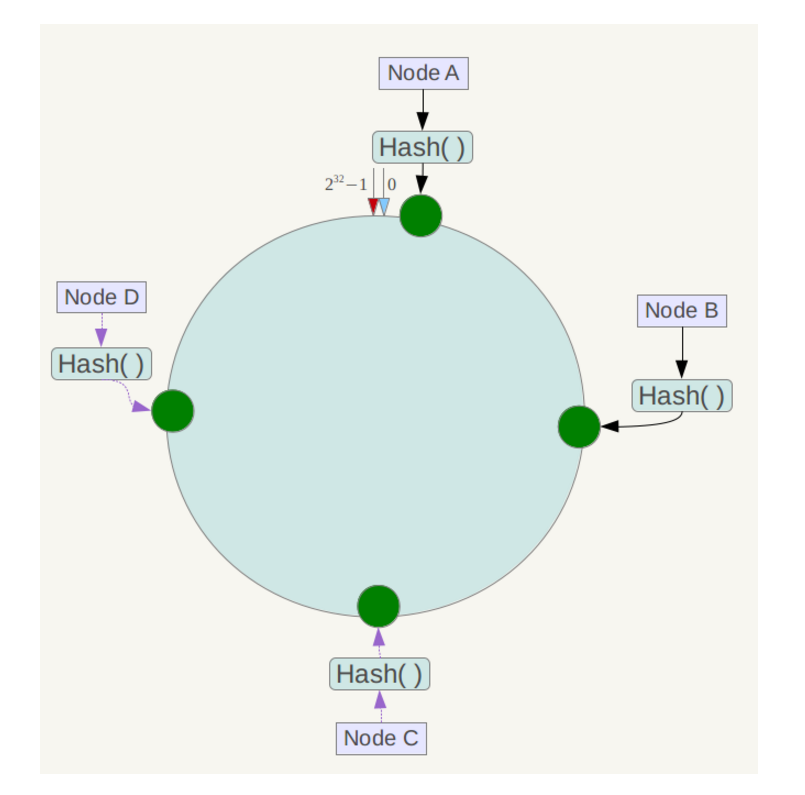 Node A
Hash( )
2³²−1
0
Node D
Hash( )
Node B
Hash( )
Hash( )
Node C